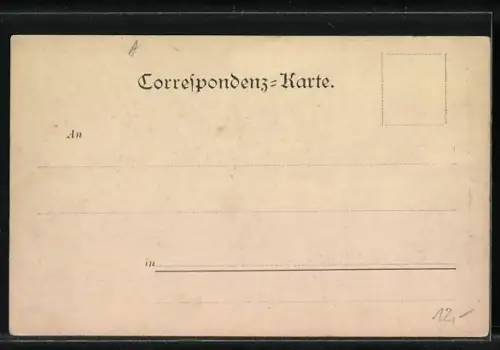 A
Correſpondenz=Karte.
An
in
12,-